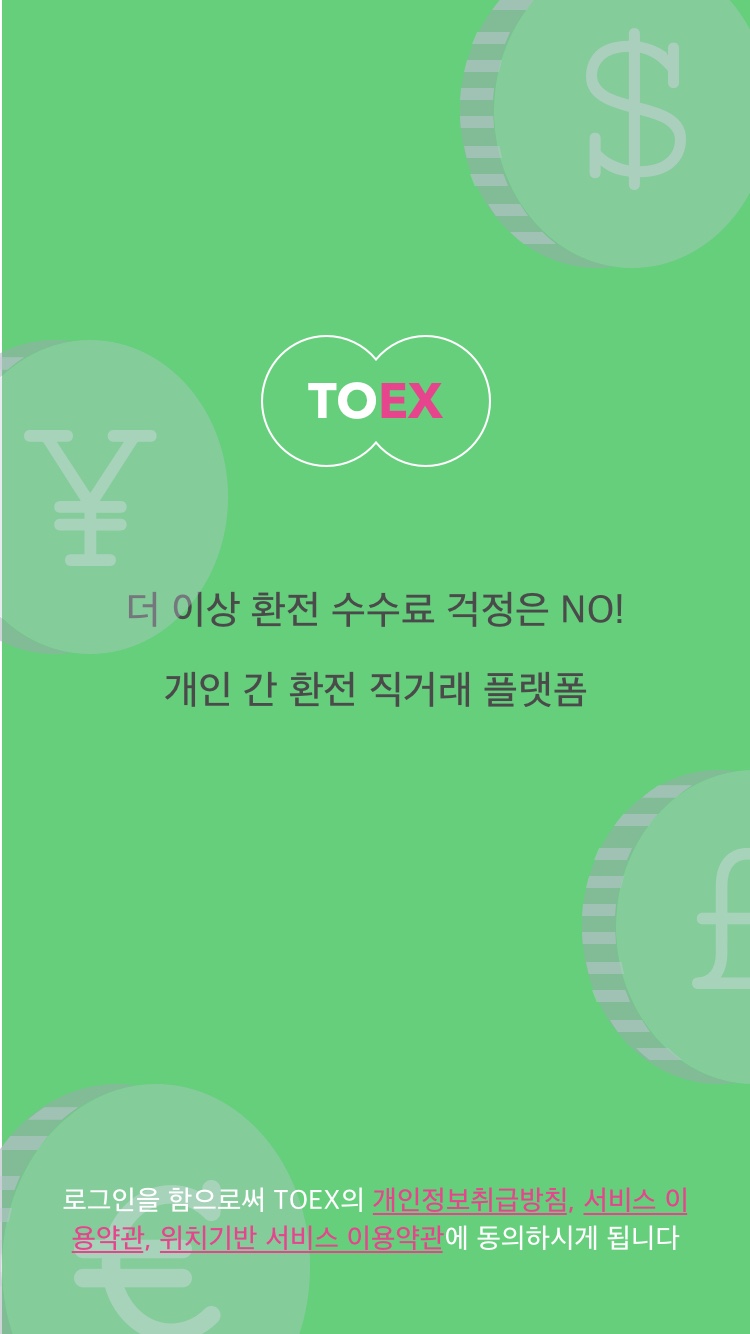 $
TOEX
¥
더 이상 환전 수수료 걱정은 NO!
개인 간 환전 직거래 플랫폼
£
€
로그인을 함으로써 TOEX의 개인정보취급방침, 서비스 이
용약관, 위치기반 서비스 이용약관에 동의하시게 됩니다